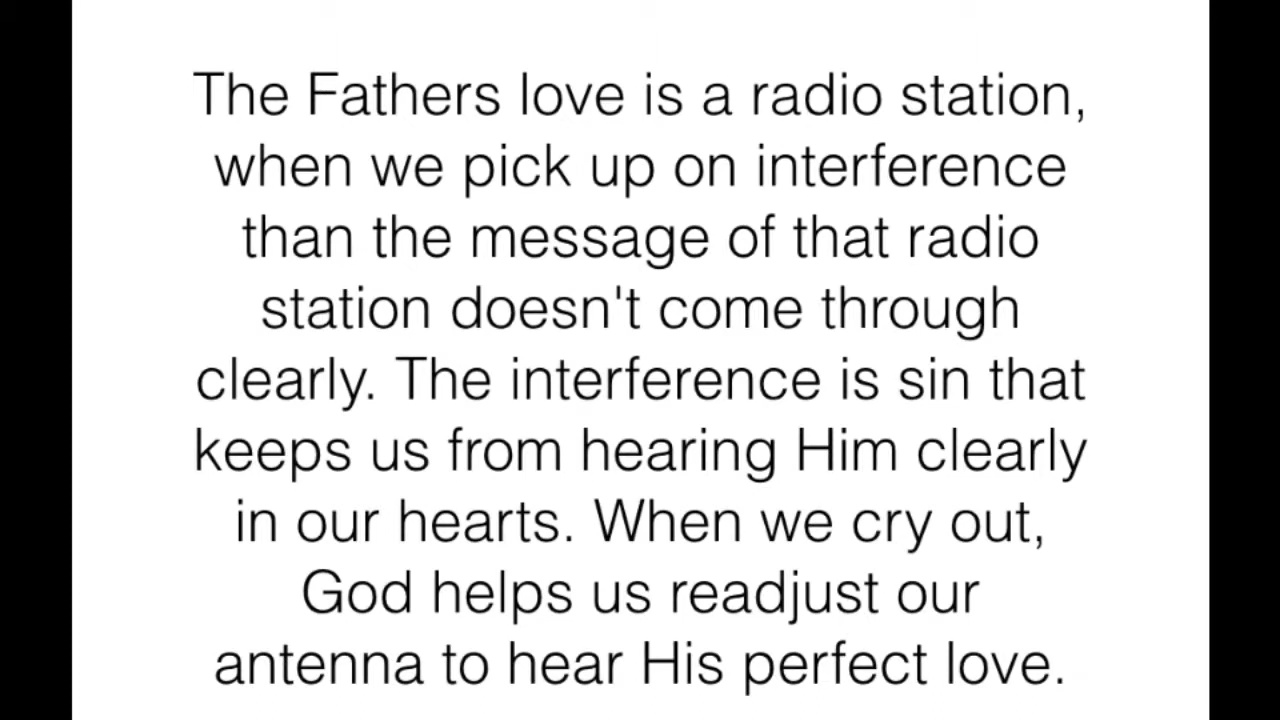 The Fathers love is a radio station,
when we pick up on interference
than the message of that radio
station doesn't come through
clearly. The interference is sin that
keeps us from hearing Him clearly
in our hearts. When we cry out,
God helps us readjust our
antenna to hear His perfect love.